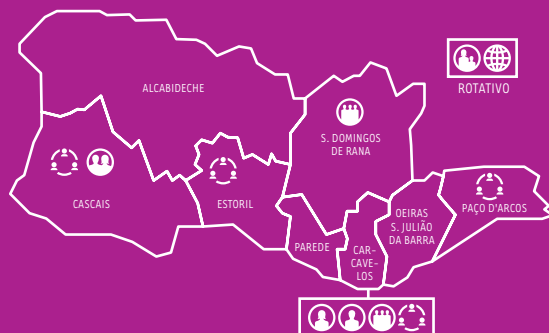 ALCABIDECHE
ROTATIVO
S. DOMINGOS
DE RANA
CASCAIS
ESTORIL
PAREDE
CAR-
CAVE-
LOS
OEIRAS
S. JULIÃO
DA BARRA
PAÇO D'ARCOS